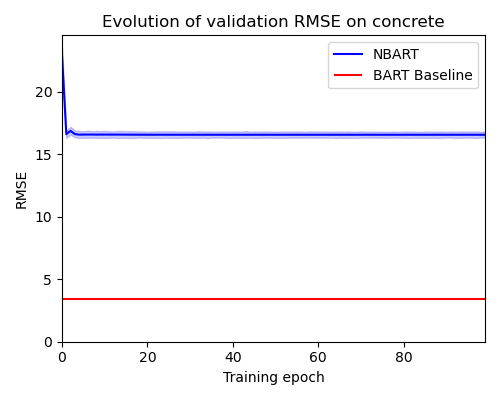 Evolution of validation RMSE on concrete
NBART
BART Baseline
RMSE
20
15
10
5
0
0 20 40 60 80
Training epoch